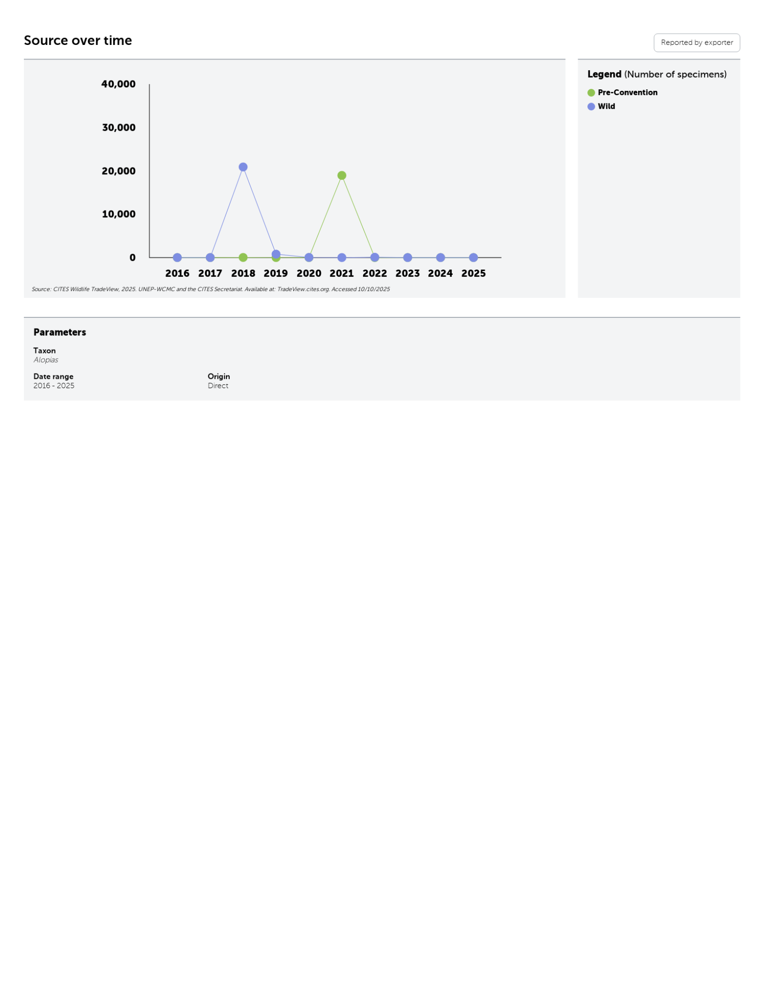 Source over time
Reported by exporter
40,000
30,000
20,000
10,000
0
2016 2017 2018 2019 2020 2021 2022 2023 2024 2025
Source: CITES Wildlife TradeView, 2025. UNEP-WCMC and the CITES Secretariat. Available at: TradeView.cites.org. Accessed 10/10/2025
Legend (Number of specimens)
Pre-Convention
Wild
Parameters
Taxon
Alopias
Date range
2016 - 2025
Origin
Direct